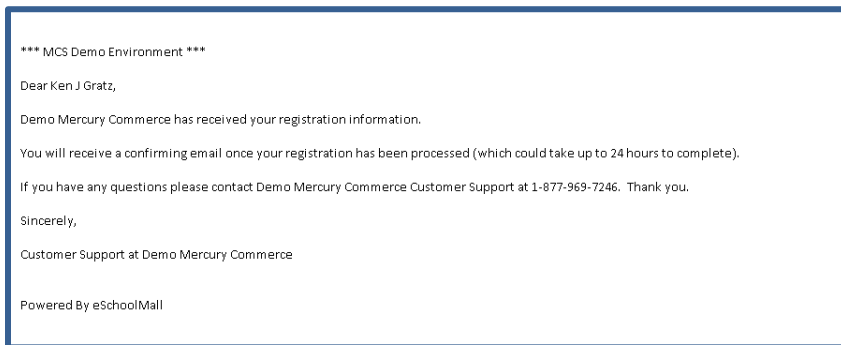 *** MCS Demo Environment ***
Dear Ken J Gratz,
Demo Mercury Commerce has received your registration information.
You will receive a confirming email once your registration has been processed (which could take up to 24 hours to complete).
If you have any questions please contact Demo Mercury Commerce Customer Support at 1-877-969-7246.  Thank you.
Sincerely,
Customer Support at Demo Mercury Commerce
Powered By eSchoolMall